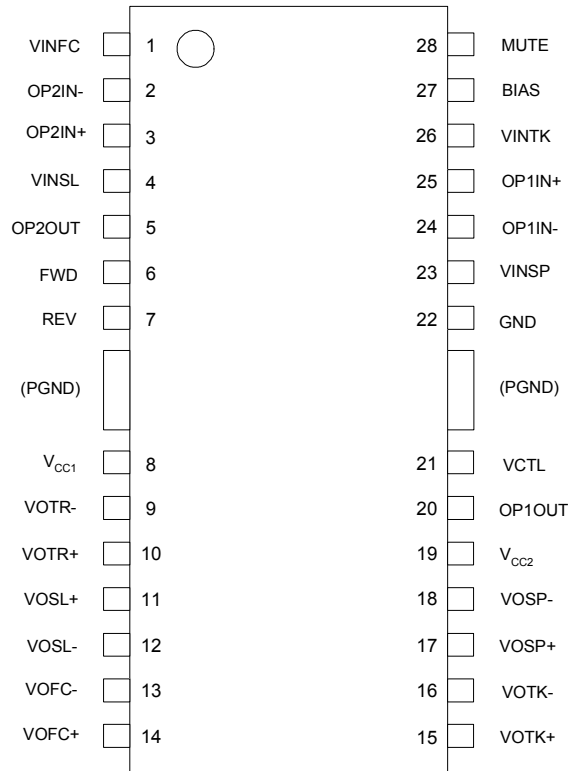 VINFC 1 28 MUTE
OP2IN- 2 27 BIAS
OP2IN+ 3 26 VINTK
VINSL 4 25 OP1IN+
OP2OUT 5 24 OP1IN-
FWD 6 23 VINSP
REV 7 22 GND
(PGND) (PGND)
VCC1 8 21 VCTL
VOTR- 9 20 OP1OUT
VOTR+ 10 19 VCC2
VOSL+ 11 18 VOSP-
VOSL- 12 17 VOSP+
VOFC- 13 16 VOTK-
VOFC+ 14 15 VOTK+